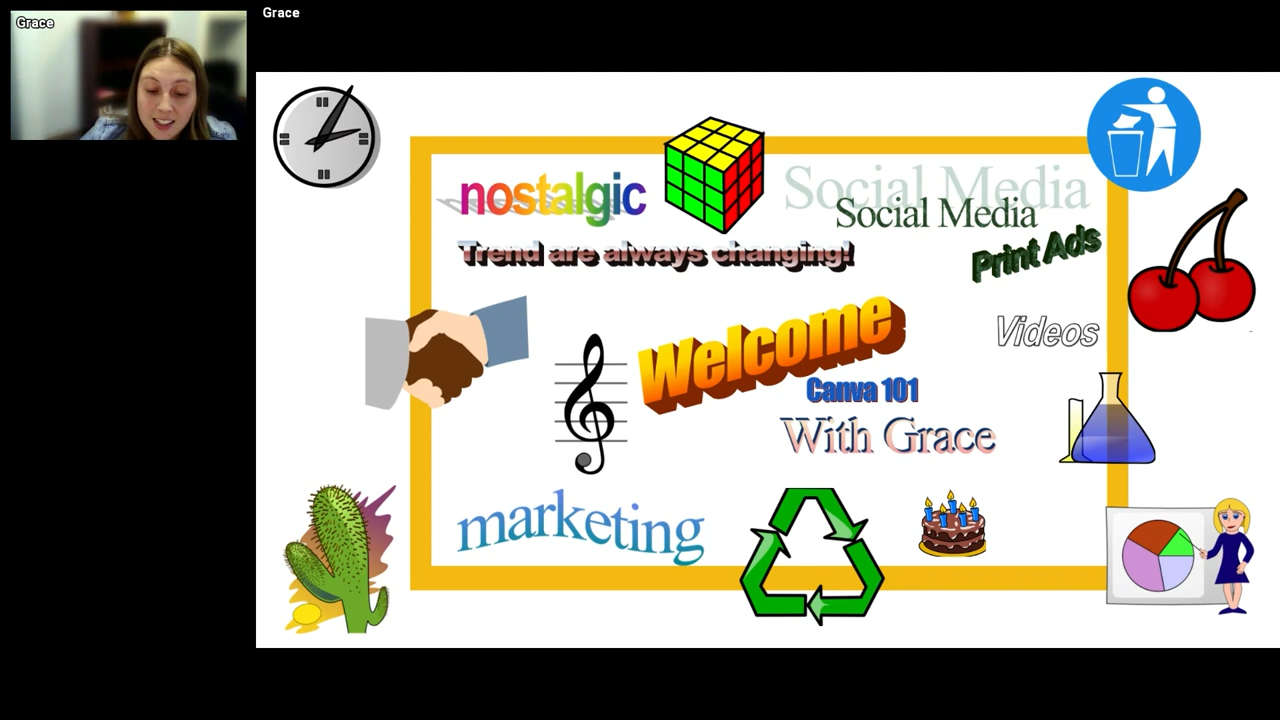 Grace
Grace
nostalgic
Social Media
Social Media
Trend are always changing!
Print Ads
Videos
Welcome
Canva 101
With Grace
marketing